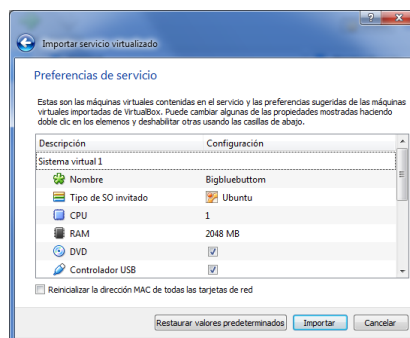 Importar servicio virtualizado
Preferencias de servicio
Estas son las máquinas virtuales contenidas en el servicio y las preferencias sugeridas de las máquinas
virtuales importadas de VirtualBox. Puede cambiar algunas de las propiedades mostradas haciendo
doble clic en los elemenos y deshabilitar otras usando las casillas de abajo.
Descripción Configuración
Sistema virtual 1
Nombre Bigbluebuttom
Tipo de SO invitado Ubuntu
CPU 1
RAM 2048 MB
DVD
Controlador USB
Reinicializar la dirección MAC de todas las tarjetas de red
Restaurar valores predeterminados Importar Cancelar